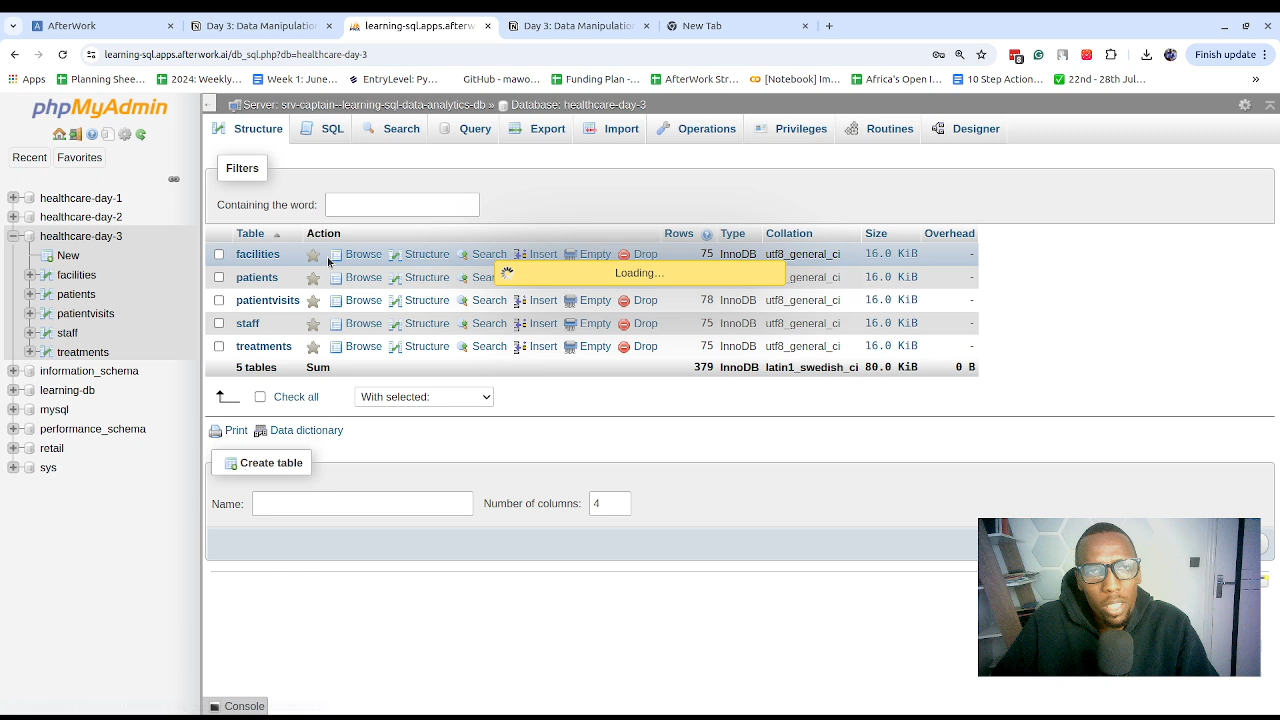 AfterWork
Day 3: Data Manipulation
learning-sql.apps.afterw
Day 3: Data Manipulation
New Tab
learning-sql.apps.afterwork.ai/db_sql.php?db=healthcare-day-3
Finish update
Apps
Planning Shee...
2024: Weekly...
Week 1: June...
EntryLevel: Py...
GitHub - mawo...
Funding Plan -...
AfterWork Str...
[Notebook] Im...
Africa's Open I...
10 Step Action...
22nd - 28th Jul...
phpMyAdmin
Recent
Favorites
healthcare-day-1
healthcare-day-2
healthcare-day-3
New
facilities
patients
patientvisits
staff
treatments
information_schema
learning-db
mysql
performance_schema
retail
sys
Server: srv-captain--learning-sql-data-analytics-db » Database: healthcare-day-3
Structure SQL Search Query Export Import Operations Privileges Routines Designer
Filters
Containing the word:
Table Action Rows Type Collation Size Overhead
facilities Browse Structure Search Insert Empty Drop 75 InnoDB utf8_general_ci 16.0 KiB -
patients Browse Structure Sea utf8_general_ci 16.0 KiB -
Loading…
patientvisits Browse Structure Search Insert Empty Drop 78 InnoDB utf8_general_ci 16.0 KiB -
staff Browse Structure Search Insert Empty Drop 75 InnoDB utf8_general_ci 16.0 KiB -
treatments Browse Structure Search Insert Empty Drop 75 InnoDB utf8_general_ci 16.0 KiB -
5 tables Sum 379 InnoDB latin1_swedish_ci 80.0 KiB 0 B
Check all With selected:
Print Data dictionary
Create table
Name: Number of columns: 4
Console